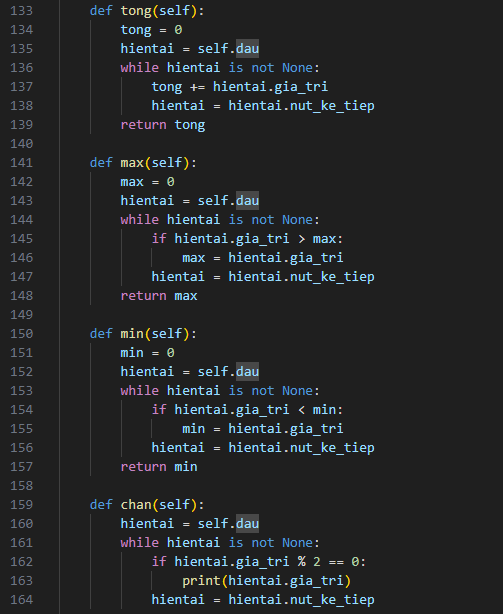 133 def tong(self):
134 tong = 0
135 hientai = self.dau
136 while hientai is not None:
137 tong += hientai.gia_tri
138 hientai = hientai.nut_ke_tiep
139 return tong
140
141 def max(self):
142 max = 0
143 hientai = self.dau
144 while hientai is not None:
145 if hientai.gia_tri > max:
146 max = hientai.gia_tri
147 hientai = hientai.nut_ke_tiep
148 return max
149
150 def min(self):
151 min = 0
152 hientai = self.dau
153 while hientai is not None:
154 if hientai.gia_tri < min:
155 min = hientai.gia_tri
156 hientai = hientai.nut_ke_tiep
157 return min
158
159 def chan(self):
160 hientai = self.dau
161 while hientai is not None:
162 if hientai.gia_tri % 2 == 0:
163 print(hientai.gia_tri)
164 hientai = hientai.nut_ke_tiep